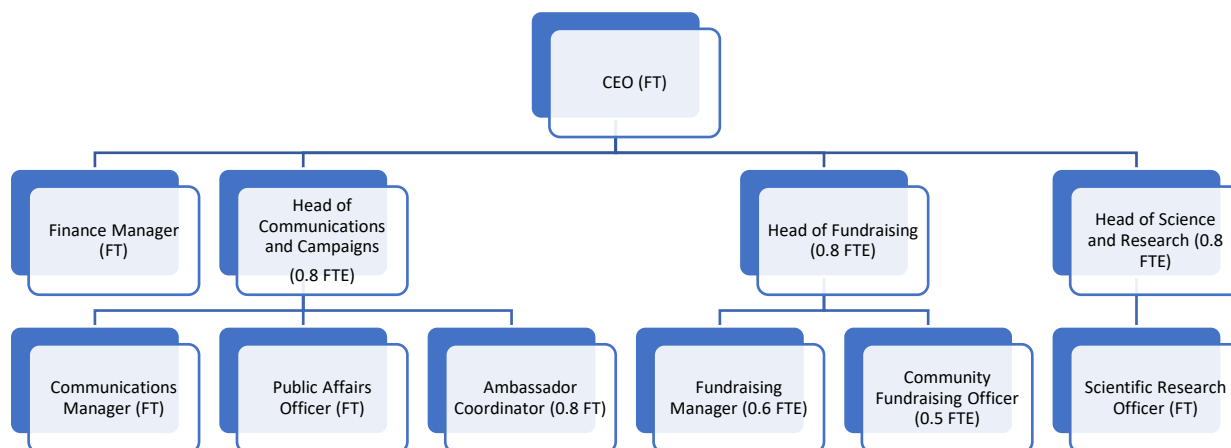 CEO (FT)
Finance Manager
(FT)
Head of
Communications
and Campaigns
(0.8 FTE)
Head of Fundraising
(0.8 FTE)
Head of Science
and Research (0.8
FTE)
Communications
Manager (FT)
Public Affairs
Officer (FT)
Ambassador
Coordinator (0.8 FT)
Fundraising
Manager (0.6 FTE)
Community
Fundraising Officer
(0.5 FTE)
Scientific Research
Officer (FT)